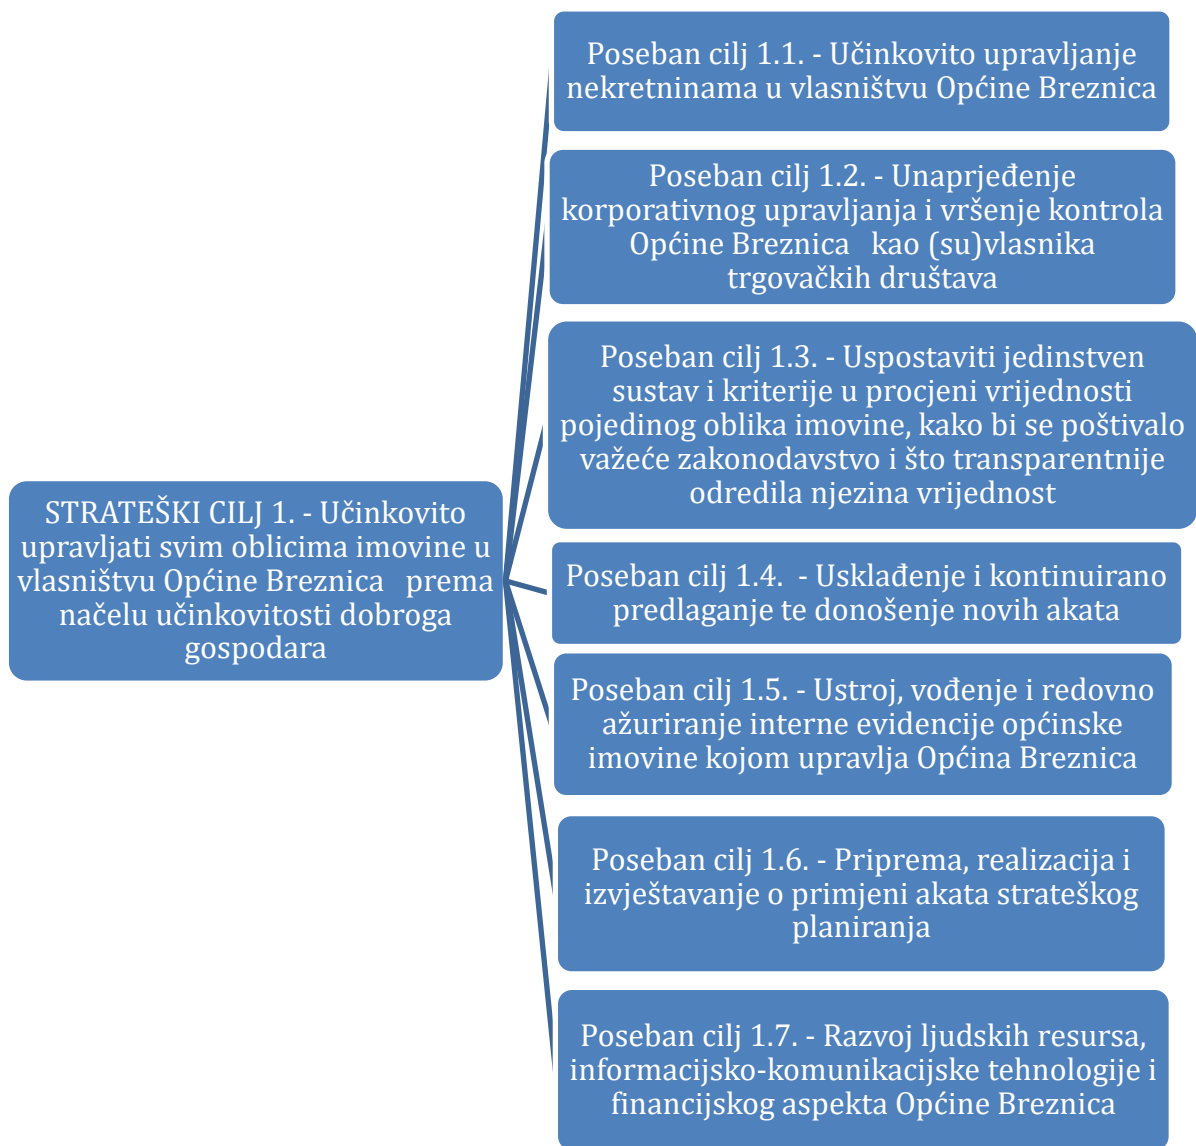 Poseban cilj 1.1. - Učinkovito upravljanje
nekretninama u vlasništvu Općine Breznica
Poseban cilj 1.2. - Unaprjeđenje
korporativnog upravljanja i vršenje kontrola
Općine Breznica   kao (su)vlasnika
trgovačkih društava
Poseban cilj 1.3. - Uspostaviti jedinstven
sustav i kriterije u procjeni vrijednosti
pojedinog oblika imovine, kako bi se poštivalo
važeće zakonodavstvo i što transparentnije
odredila njezina vrijednost
STRATEŠKI CILJ 1. - Učinkovito
upravljati svim oblicima imovine u
vlasništvu Općine Breznica   prema
načelu učinkovitosti dobroga
gospodara
Poseban cilj 1.4.  - Usklađenje i kontinuirano
predlaganje te donošenje novih akata
Poseban cilj 1.5. - Ustroj, vođenje i redovno
ažuriranje interne evidencije općinske
imovine kojom upravlja Općina Breznica
Poseban cilj 1.6. - Priprema, realizacija i
izvještavanje o primjeni akata strateškog
planiranja
Poseban cilj 1.7. - Razvoj ljudskih resursa,
informacijsko-komunikacijske tehnologije i
financijskog aspekta Općine Breznica